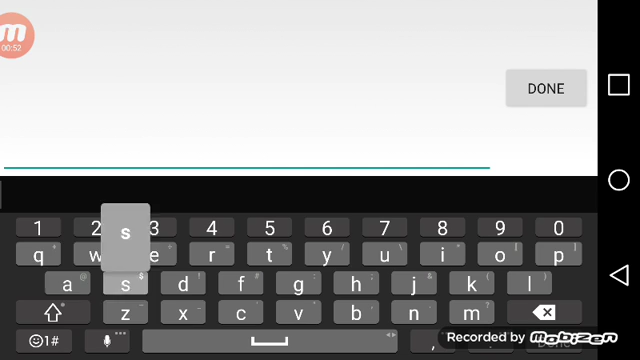 m
00:52
DONE
s
1 2 3 4 5 6 7 8 9 0
q w e r t y u i o p
a s d f g h j k l
z x c v b n m
1# , .
Recorded by mobizen